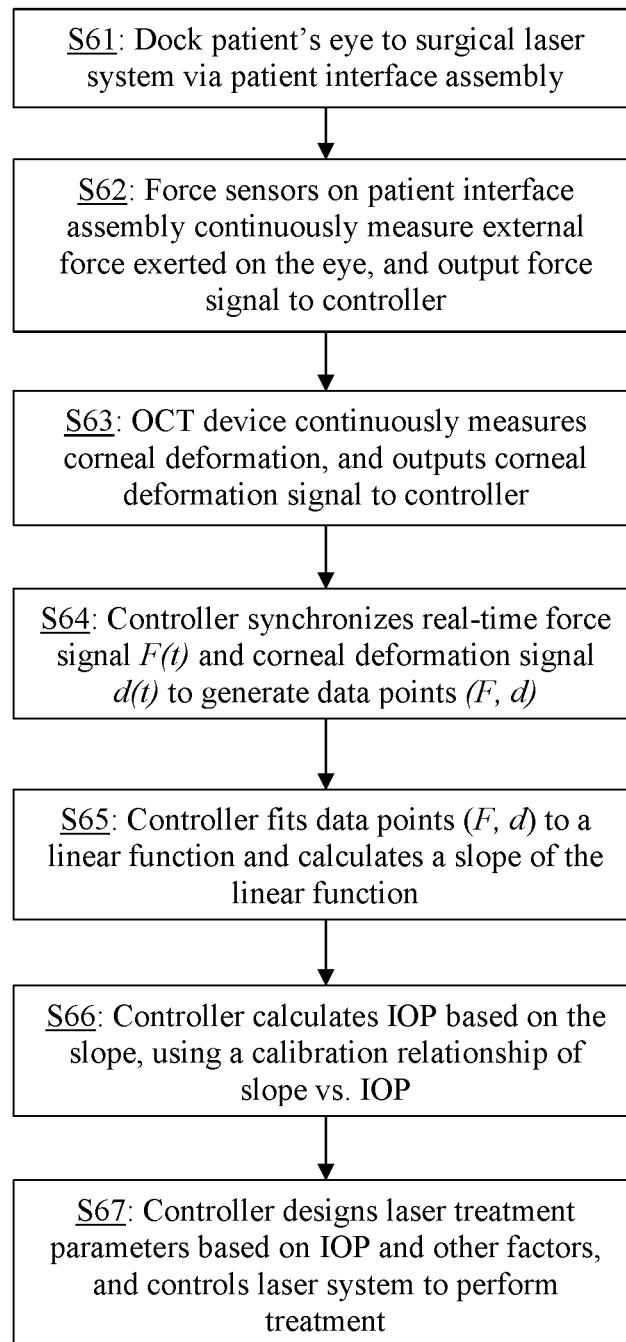 S61: Dock patient’s eye to surgical laser
system via patient interface assembly
S62: Force sensors on patient interface
assembly continuously measure external
force exerted on the eye, and output force
signal to controller
S63: OCT device continuously measures
corneal deformation, and outputs corneal
deformation signal to controller
S64: Controller synchronizes real-time force
signal F(t) and corneal deformation signal
d(t) to generate data points (F, d)
S65: Controller fits data points (F, d) to a
linear function and calculates a slope of the
linear function
S66: Controller calculates IOP based on the
slope, using a calibration relationship of
slope vs. IOP
S67: Controller designs laser treatment
parameters based on IOP and other factors,
and controls laser system to perform
treatment